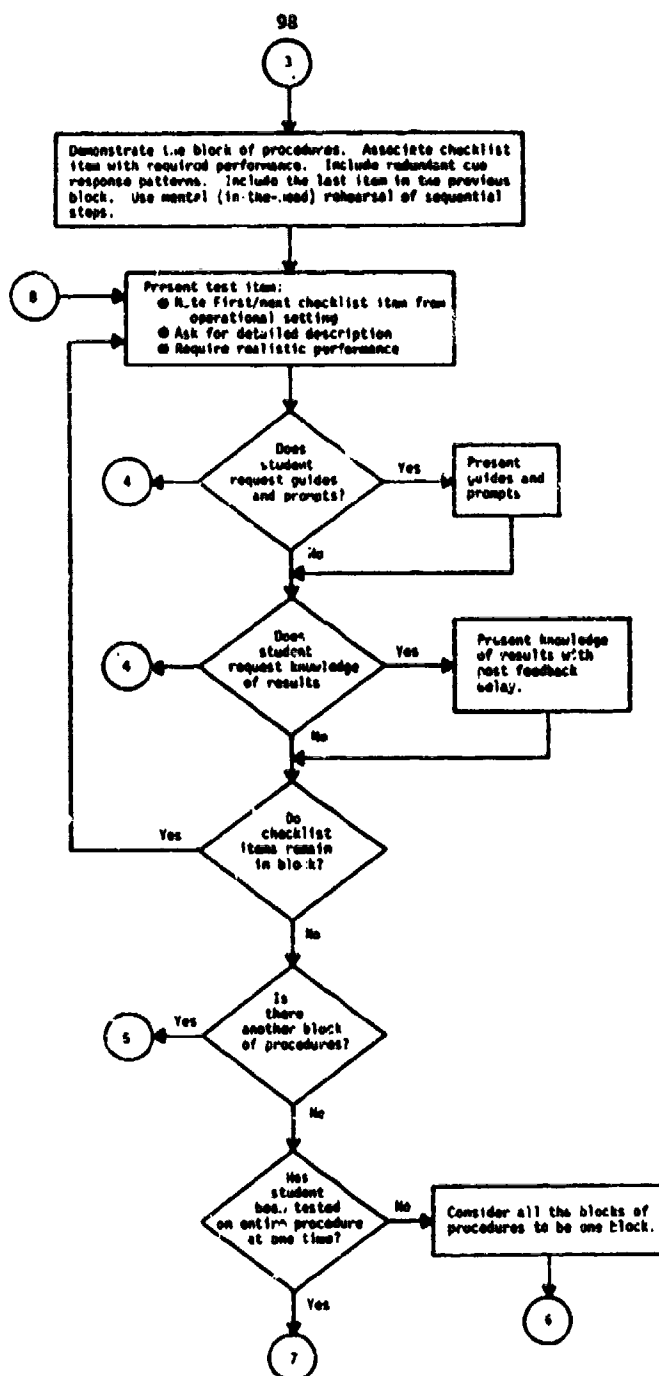 98
3
Demonstrate the block of procedures. Associate checklist
item with required performance. Include redundant cue
response patterns. Include the last item in the previous
block. Use mental (in-the-head) rehearsal of sequential
steps.
8
Present test item:
● Note First/next checklist item from
operational setting
● Ask for detailed description
● Require realistic performance
Does
student
request guides
and prompts?
4
Yes
Present
guides and
prompts
No
Does
student
request knowledge
of results
4
Yes
Present knowledge
of results with
post feedback
delay.
No
Do
checklist
items remain
in block?
Yes
No
Is
there
another block
of procedures?
Yes
5
No
Has
student
been tested
on entire procedure
at one time?
No
Consider all the blocks of
procedures to be one block.
6
Yes
7